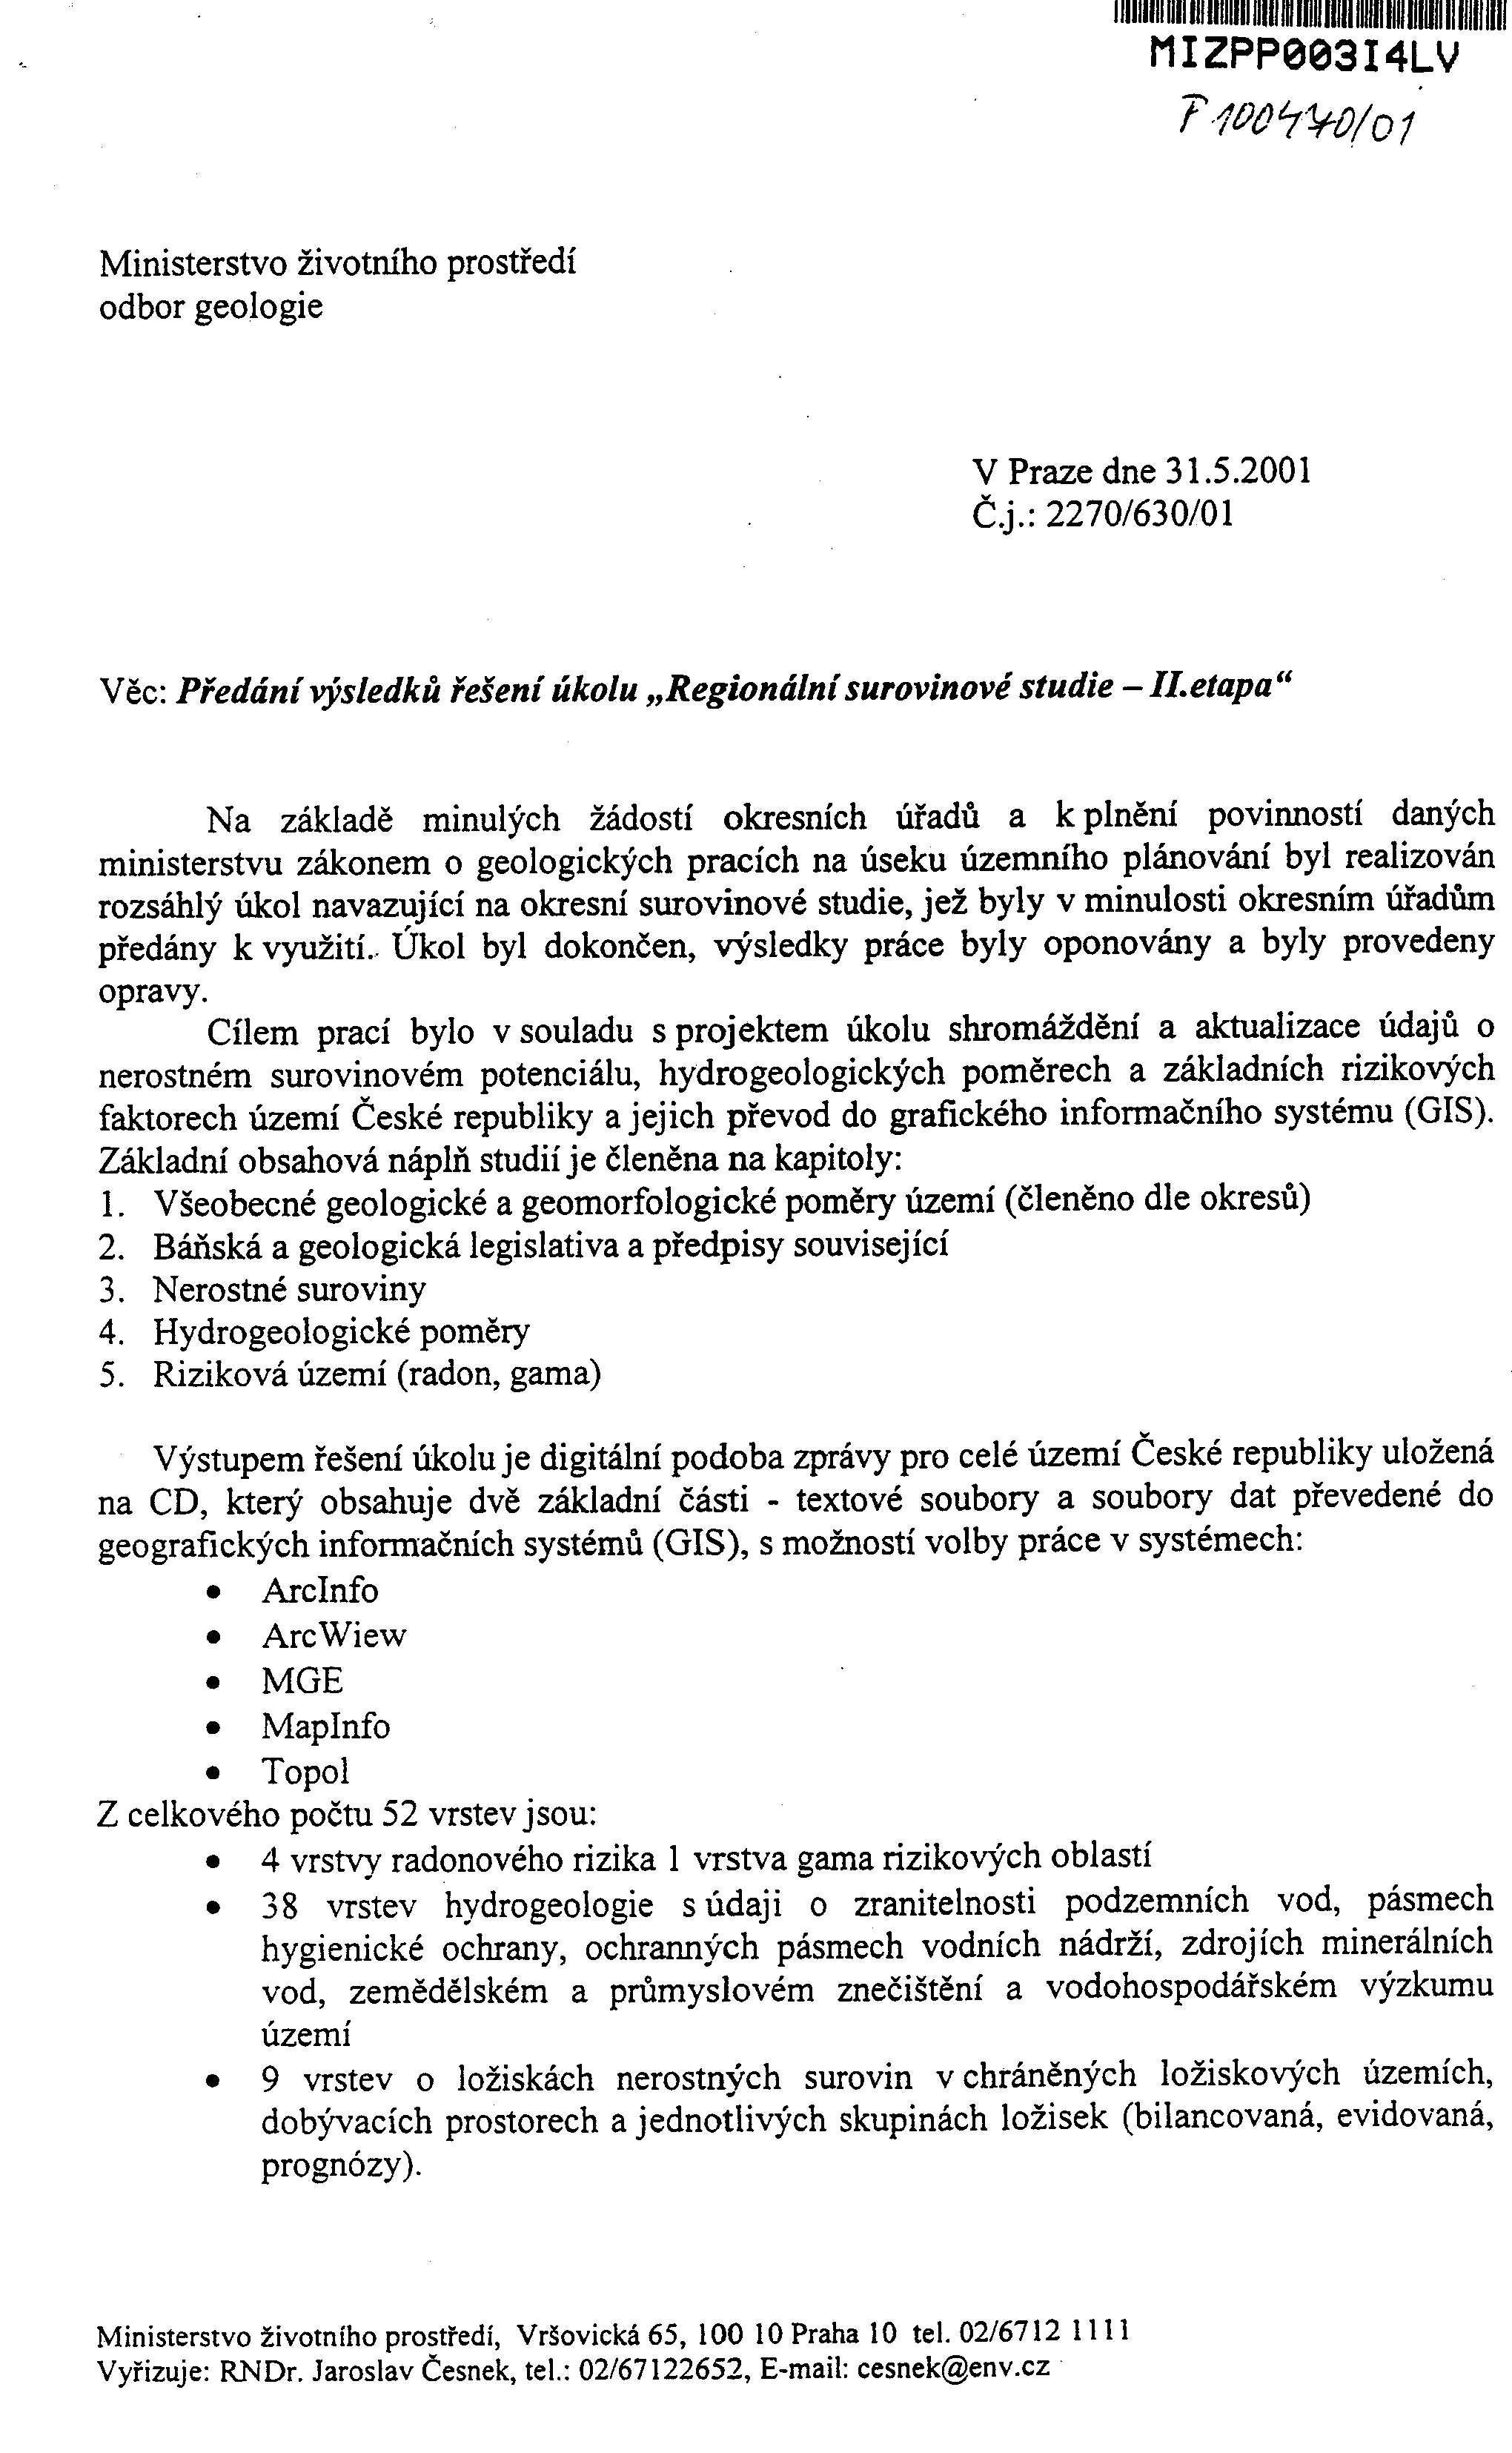 MIZPP003I4LV
P 100470/01
Ministerstvo životního prostředí
odbor geologie
V Praze dne 31.5.2001
Č.j.: 2270/630/01
Věc: Předání výsledků řešení úkolu „Regionální surovinové studie – II.etapa“
Na základě minulých žádostí okresních úřadů a k plnění povinností daných
ministerstvu zákonem o geologických pracích na úseku územního plánování byl realizován
rozsáhlý úkol navazující na okresní surovinové studie, jež byly v minulosti okresním úřadům
předány k využití. Úkol byl dokončen, výsledky práce byly oponovány a byly provedeny
opravy.
Cílem prací bylo v souladu s projektem úkolu shromáždění a aktualizace údajů o
nerostném surovinovém potenciálu, hydrogeologických poměrech a základních rizikových
faktorech území České republiky a jejich převod do grafického informačního systému (GIS).
Základní obsahová náplň studií je členěna na kapitoly:
1. Všeobecné geologické a geomorfologické poměry území (členěno dle okresů)
2. Báňská a geologická legislativa a předpisy související
3. Nerostné suroviny
4. Hydrogeologické poměry
5. Riziková území (radon, gama)
Výstupem řešení úkolu je digitální podoba zprávy pro celé území České republiky uložená
na CD, který obsahuje dvě základní části - textové soubory a soubory dat převedené do
geografických informačních systémů (GIS), s možností volby práce v systémech:
• ArcInfo
• ArcWiew
• MGE
• MapInfo
• Topol
Z celkového počtu 52 vrstev jsou:
• 4 vrstvy radonového rizika 1 vrstva gama rizikových oblastí
• 38 vrstev hydrogeologie s údaji o zranitelnosti podzemních vod, pásmech
hygienické ochrany, ochranných pásmech vodních nádrží, zdrojích minerálních
vod, zemědělském a průmyslovém znečištění a vodohospodářském výzkumu
území
• 9 vrstev o ložiskách nerostných surovin v chráněných ložiskových územích,
dobývacích prostorech a jednotlivých skupinách ložisek (bilancovaná, evidovaná,
prognózy).
Ministerstvo životního prostředí, Vršovická 65, 100 10 Praha 10 tel. 02/6712 1111
Vyřizuje: RNDr. Jaroslav Česnek, tel.: 02/67122652, E-mail: cesnek@env.cz